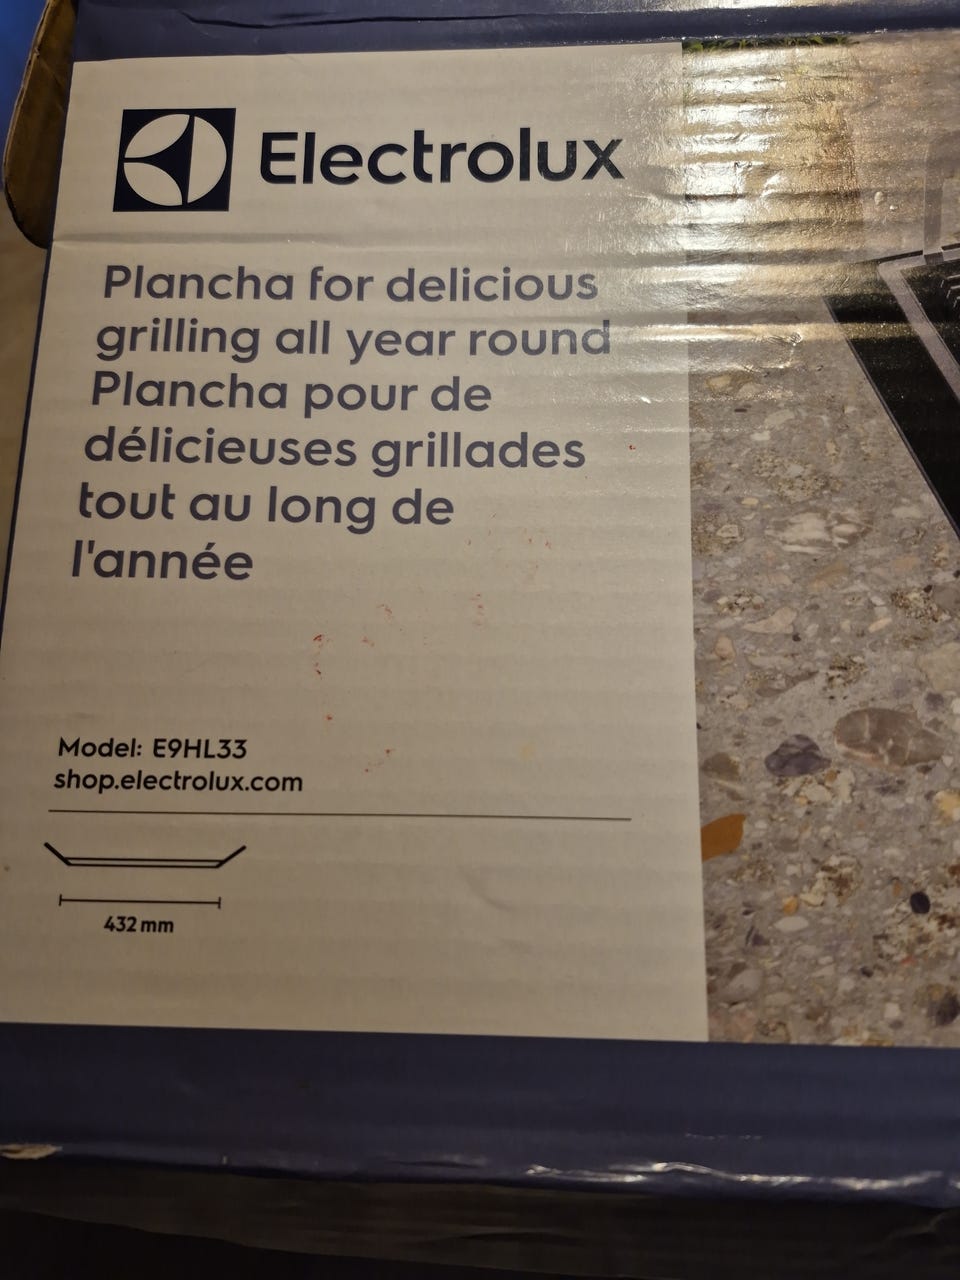 Electrolux
Plancha for delicious
grilling all year round
Plancha pour de
délicieuses grillades
tout au long de
l'année
Model: E9HL33
shop.electrolux.com
432 mm